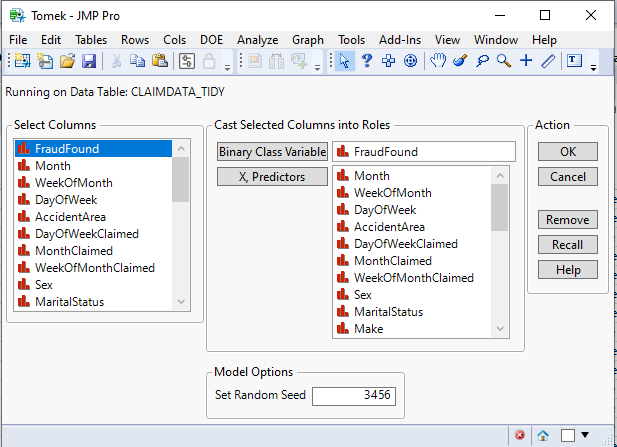 Tomek - JMP Pro
File Edit Tables Rows Cols DOE Analyze Graph Tools Add-Ins View Window Help
Running on Data Table: CLAIMDATA_TIDY
Select Columns
FraudFound
Month
WeekOfMonth
DayOfWeek
AccidentArea
DayOfWeekClaimed
MonthClaimed
WeekOfMonthClaimed
Sex
MaritalStatus
Cast Selected Columns into Roles
Binary Class Variable FraudFound
X, Predictors
Month
WeekOfMonth
DayOfWeek
AccidentArea
DayOfWeekClaimed
MonthClaimed
WeekOfMonthClaimed
Sex
MaritalStatus
Make
Action
OK
Cancel
Remove
Recall
Help
Model Options
Set Random Seed 3456